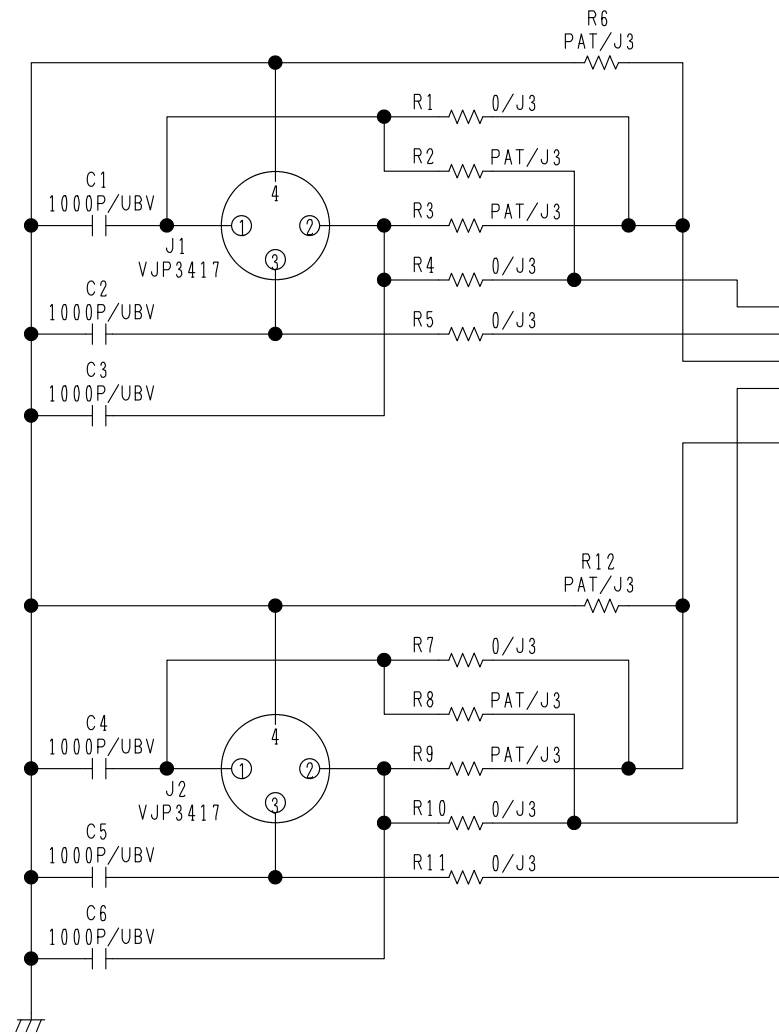 R6
PAT/J3
R1 0/J3
R2 PAT/J3
C1
1000P/UBV
4
1 2
R3 PAT/J3
J1
VJP3417
3
R4 0/J3
C2
1000P/UBV
R5 0/J3
C3
1000P/UBV
R12
PAT/J3
R7 0/J3
R8 PAT/J3
C4
1000P/UBV
4
1 2
R9 PAT/J3
J2
VJP3417
3
R10 0/J3
C5
1000P/UBV
R11 0/J3
C6
1000P/UBV